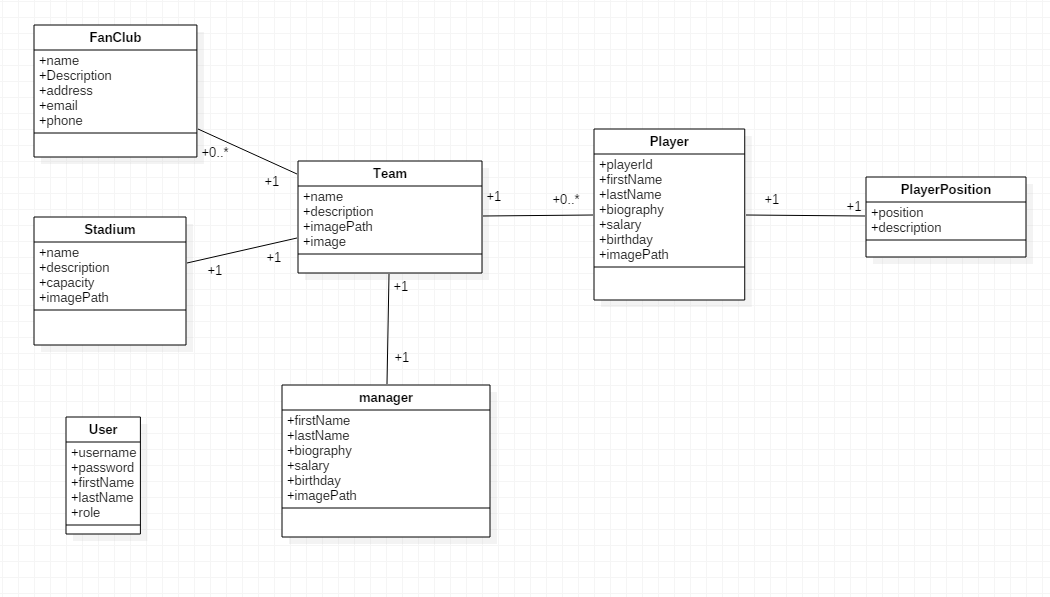 FanClub
+name
+Description
+address
+email
+phone
+0..*
+1
Team
+name
+description
+imagePath
+image
+1
+0..*
Player
+playerId
+firstName
+lastName
+biography
+salary
+birthday
+imagePath
+1
+1
PlayerPosition
+position
+description
Stadium
+name
+description
+capacity
+imagePath
+1
+1
+1
+1
manager
+firstName
+lastName
+biography
+salary
+birthday
+imagePath
User
+username
+password
+firstName
+lastName
+role